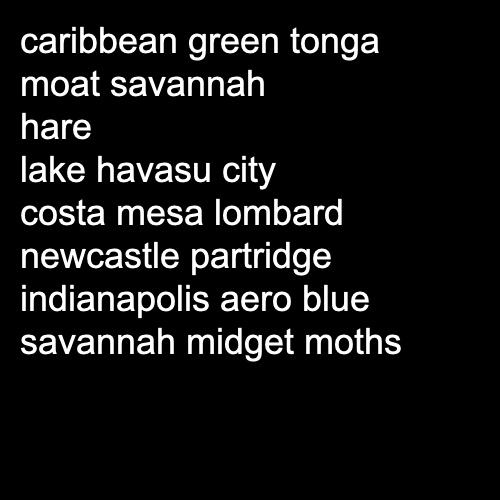 caribbean green tonga
moat savannah
hare
lake havasu city
costa mesa lombard
newcastle partridge
indianapolis aero blue
savannah midget moths